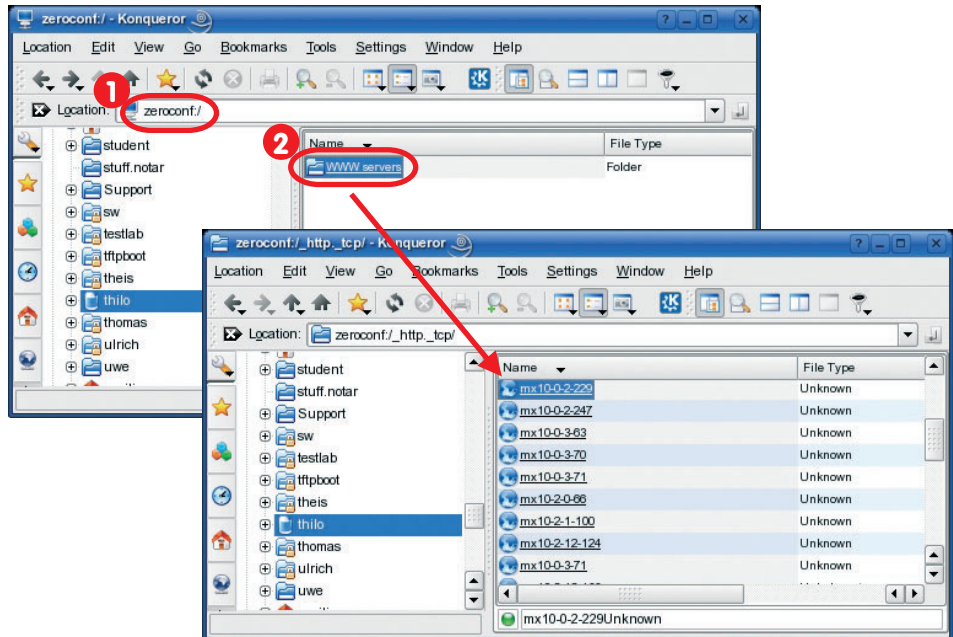 zeroconf:/ - Konqueror
Location Edit View Go Bookmarks Tools Settings Window Help
1
Location: zeroconf:/
2
student
stuff.notar
Support
sw
testlab
tftpboot
theis
thilo
thomas
ulrich
uwe
Name File Type
WWW servers Folder
zeroconf:/_http._tcp/ - Konqueror
Location Edit View Go Bookmarks Tools Settings Window Help
Location: zeroconf:/_http._tcp/
student
stuff.notar
Support
sw
testlab
tftpboot
theis
thilo
thomas
ulrich
uwe
Name File Type
mx10-0-2-229 Unknown
mx10-0-2-247 Unknown
mx10-0-3-63 Unknown
mx10-0-3-70 Unknown
mx10-0-3-71 Unknown
mx10-2-0-66 Unknown
mx10-2-1-100 Unknown
mx10-2-12-124 Unknown
mx10-0-3-71 Unknown
mx10-0-2-229Unknown